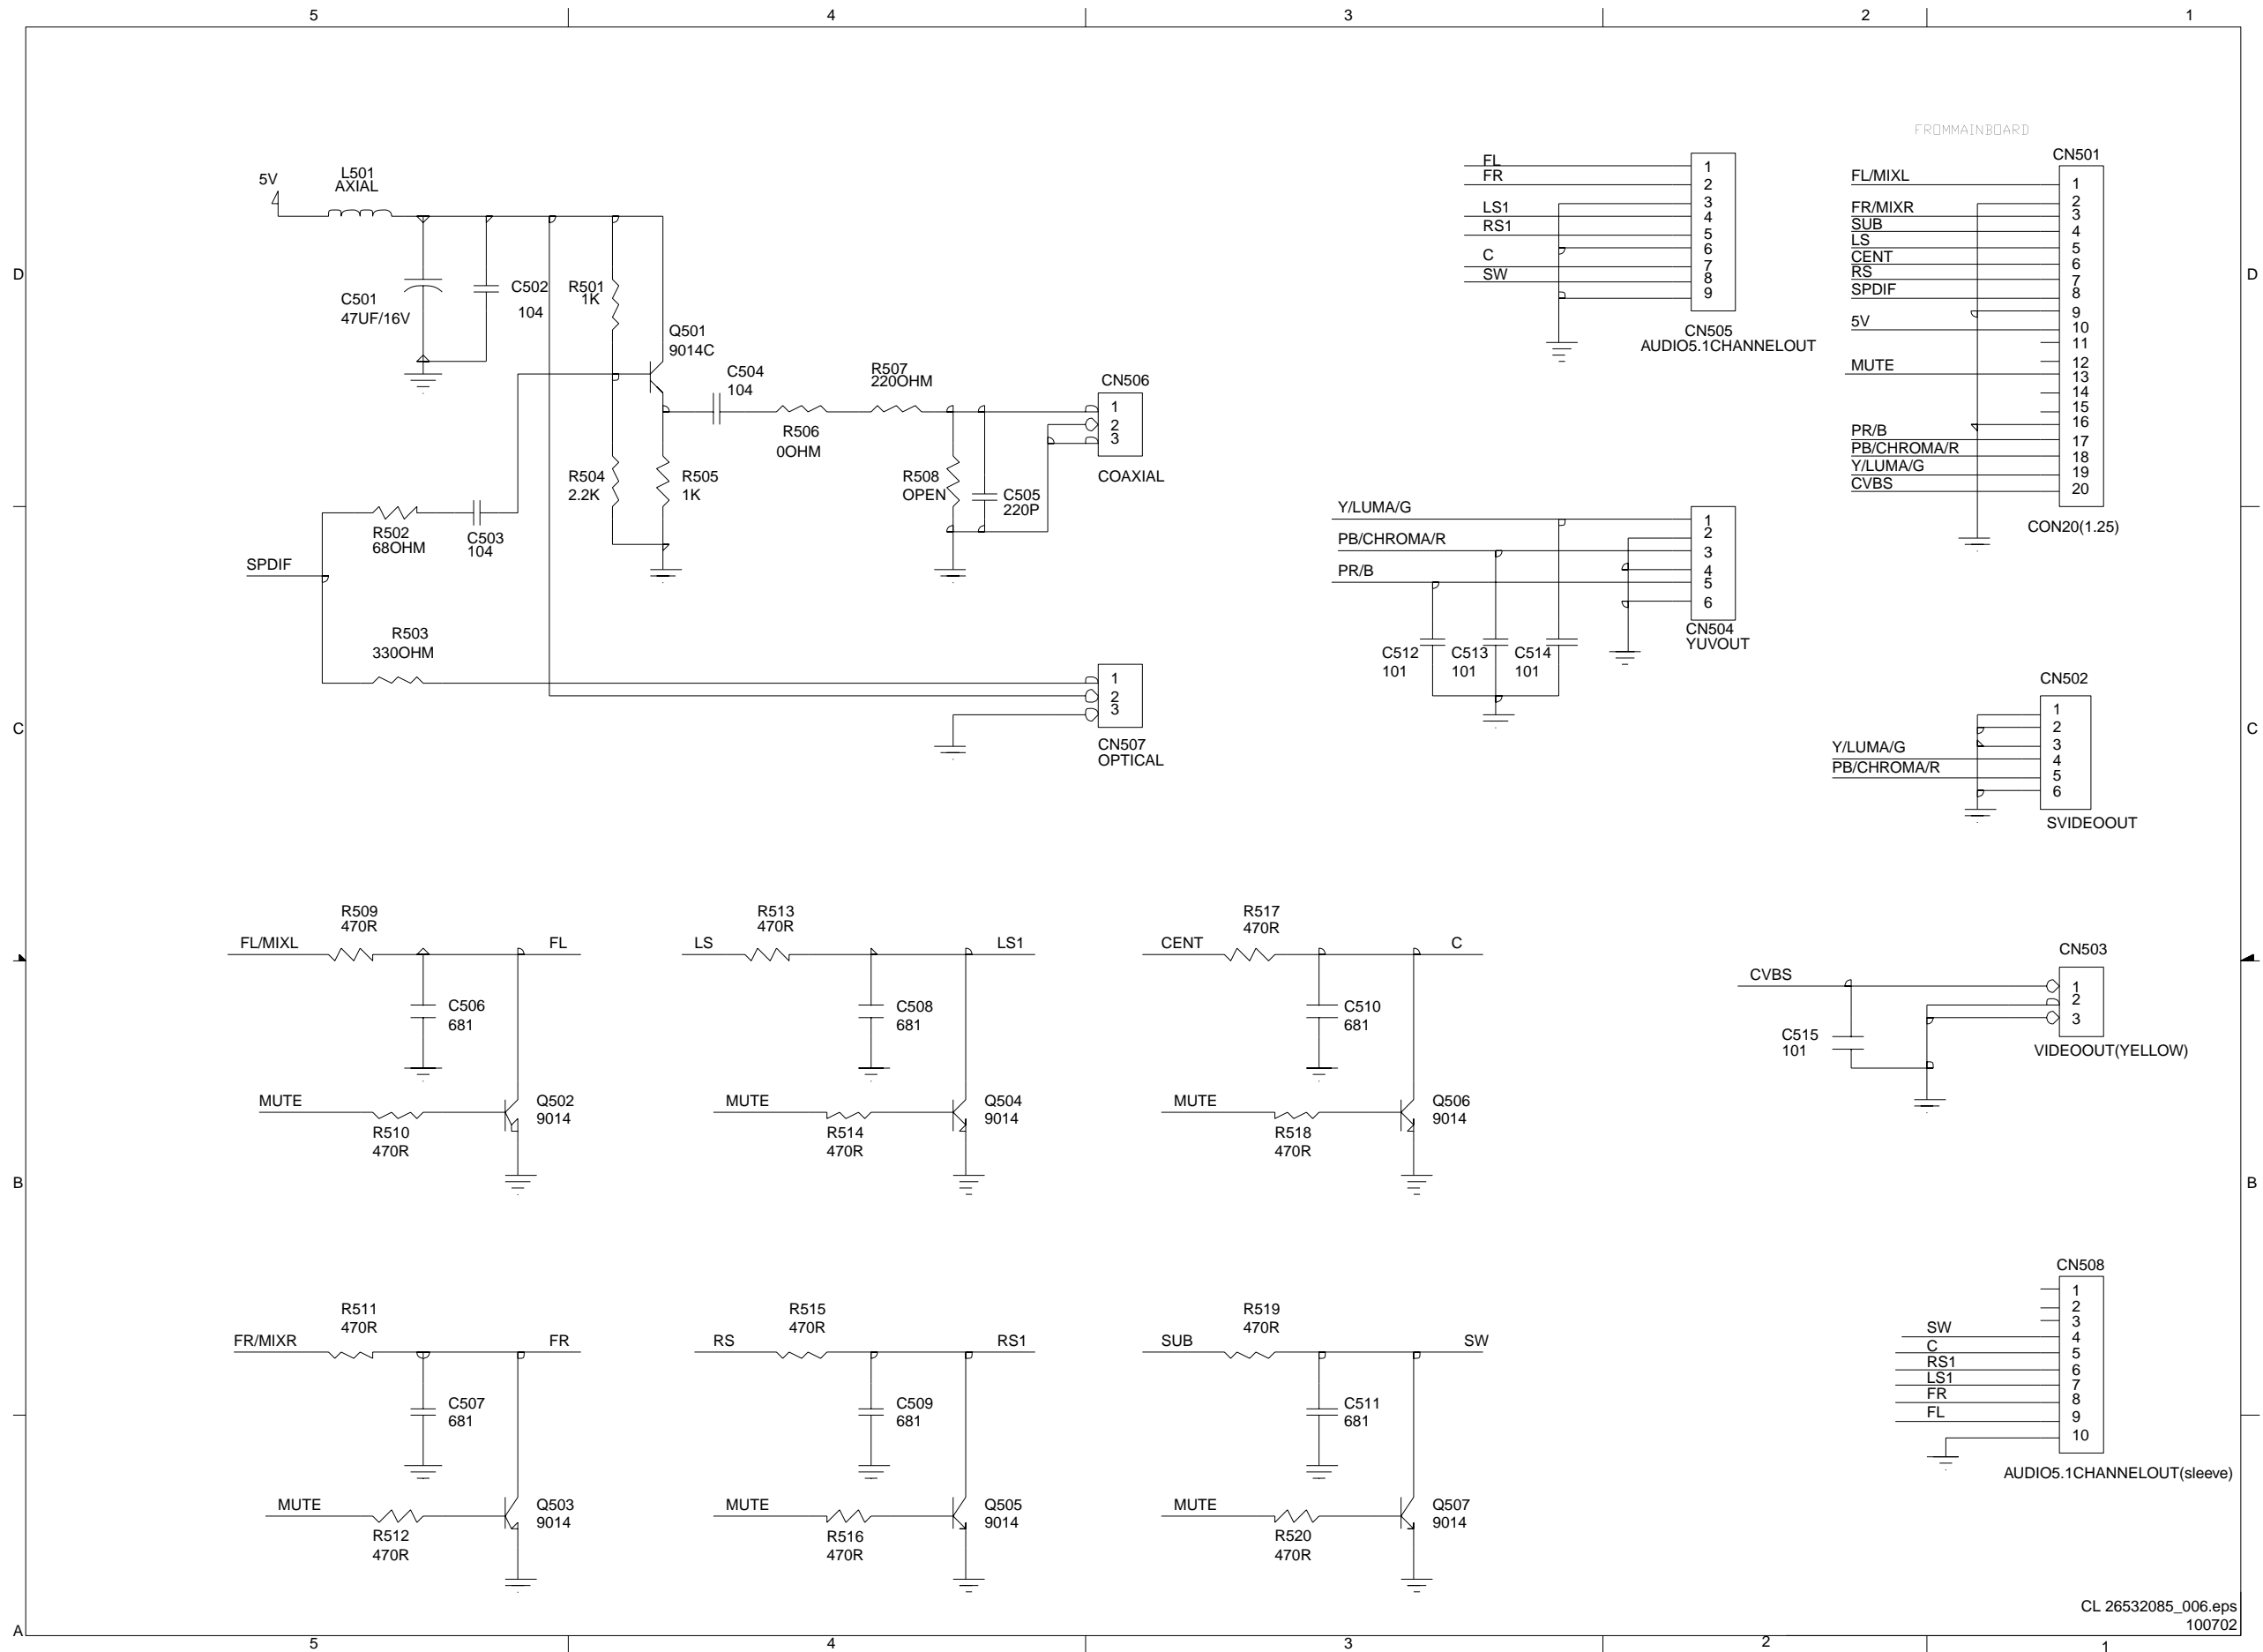 5 4 3 2 1
FROMMAINBOARD
D
D
5V
L501
AXIAL
C501
47UF/16V
C502
104
R501
1K
Q501
9014C
C504
104
R507
220OHM
R506
0OHM
CN506
1
2
3
COAXIAL
R504
2.2K
R505
1K
R508
OPEN
C505
220P
R502
68OHM
C503
104
SPDIF
R503
330OHM
1
2
3
CN507
OPTICAL
FL
FR
LS1
RS1
C
SW
1
2
3
4
5
6
7
8
9
CN505
AUDIO5.1CHANNELOUT
CN501
FL/MIXL
FR/MIXR
SUB
LS
CENT
RS
SPDIF
5V
MUTE
PR/B
PB/CHROMA/R
Y/LUMA/G
CVBS
1
2
3
4
5
6
7
8
9
10
11
12
13
14
15
16
17
18
19
20
CON20(1.25)
Y/LUMA/G
PB/CHROMA/R
PR/B
1
2
3
4
5
6
CN504
YUVOUT
C512
101
C513
101
C514
101
C
C
CN502
Y/LUMA/G
PB/CHROMA/R
1
2
3
4
5
6
SVIDEOOUT
R509
470R
FL/MIXL
FL
C506
681
MUTE
R510
470R
Q502
9014
R513
470R
LS
LS1
C508
681
MUTE
R514
470R
Q504
9014
R517
470R
CENT
C
C510
681
MUTE
R518
470R
Q506
9014
CN503
CVBS
1
2
3
C515
101
VIDEOOUT(YELLOW)
B
B
R511
470R
FR/MIXR
FR
C507
681
MUTE
R512
470R
Q503
9014
R515
470R
RS
RS1
C509
681
MUTE
R516
470R
Q505
9014
R519
470R
SUB
SW
C511
681
MUTE
R520
470R
Q507
9014
CN508
SW
C
RS1
LS1
FR
FL
1
2
3
4
5
6
7
8
9
10
AUDIO5.1CHANNELOUT(sleeve)
CL 26532085_006.eps
100702
A
5 4 3 2 1